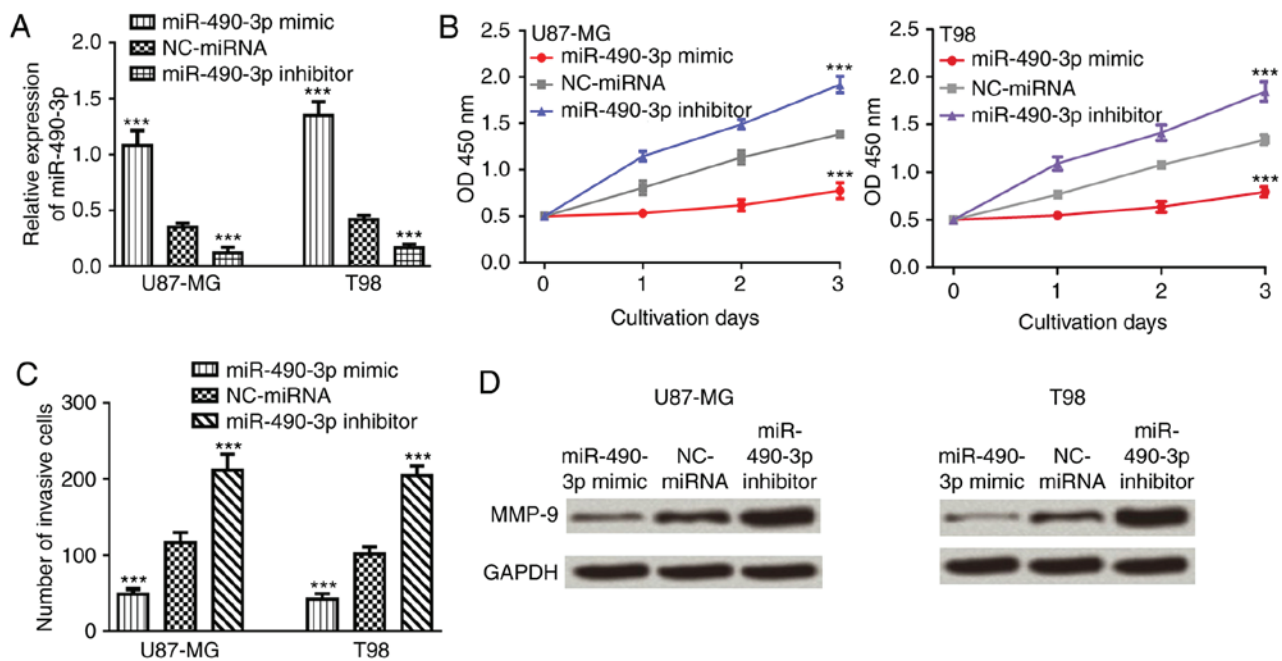 A
miR-490-3p mimic
NC-miRNA
miR-490-3p inhibitor
Relative expression
of miR-490-3p
2.0
1.5
1.0
0.5
0.0
***
***
***
***
U87-MG
T98
B
U87-MG
miR-490-3p mimic
NC-miRNA
miR-490-3p inhibitor
OD 450 nm
2.5
2.0
1.5
1.0
0.5
0.0
***
***
0
1
2
3
Cultivation days
T98
miR-490-3p mimic
NC-miRNA
miR-490-3p inhibitor
OD 450 nm
2.5
2.0
1.5
1.0
0.5
0.0
***
***
0
1
2
3
Cultivation days
C
miR-490-3p mimic
NC-miRNA
miR-490-3p inhibitor
Number of invasive cells
300
200
100
0
***
***
***
***
U87-MG
T98
D
U87-MG
miR-490-
3p mimic
NC-
miRNA
miR-
490-3p
inhibitor
T98
miR-490-
3p mimic
NC-
miRNA
miR-
490-3p
inhibitor
MMP-9
GAPDH